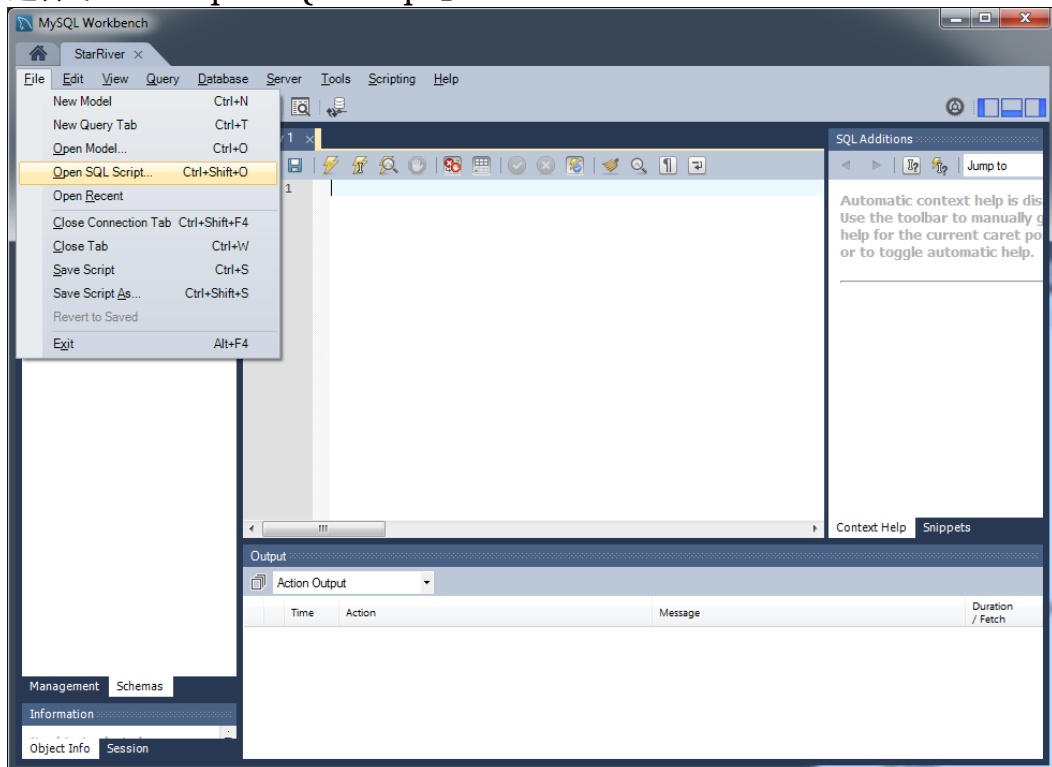 MySQL Workbench
StarRiver
File Edit View Query Database Server Tools Scripting Help
New Model Ctrl+N
New Query Tab Ctrl+T
Open Model... Ctrl+O
Open SQL Script... Ctrl+Shift+O
Open Recent
Close Connection Tab Ctrl+Shift+F4
Close Tab Ctrl+W
Save Script Ctrl+S
Save Script As... Ctrl+Shift+S
Revert to Saved
Exit Alt+F4
1
1
SQL Additions
Jump to
Automatic context help is dis
Use the toolbar to manually g
help for the current caret po
or to toggle automatic help.
Context Help Snippets
Output
Action Output
Time Action Message Duration
/ Fetch
Management Schemas
Information
Object Info Session